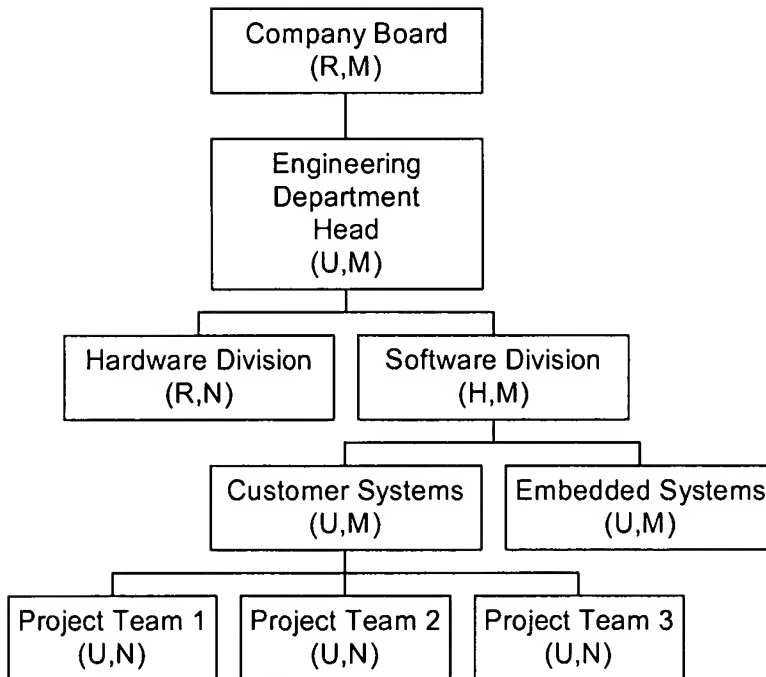 Company Board
(R,M)
Engineering
Department
Head
(U,M)
Hardware Division
(R,N)
Software Division
(H,M)
Customer Systems
(U,M)
Embedded Systems
(U,M)
Project Team 1
(U,N)
Project Team 2
(U,N)
Project Team 3
(U,N)